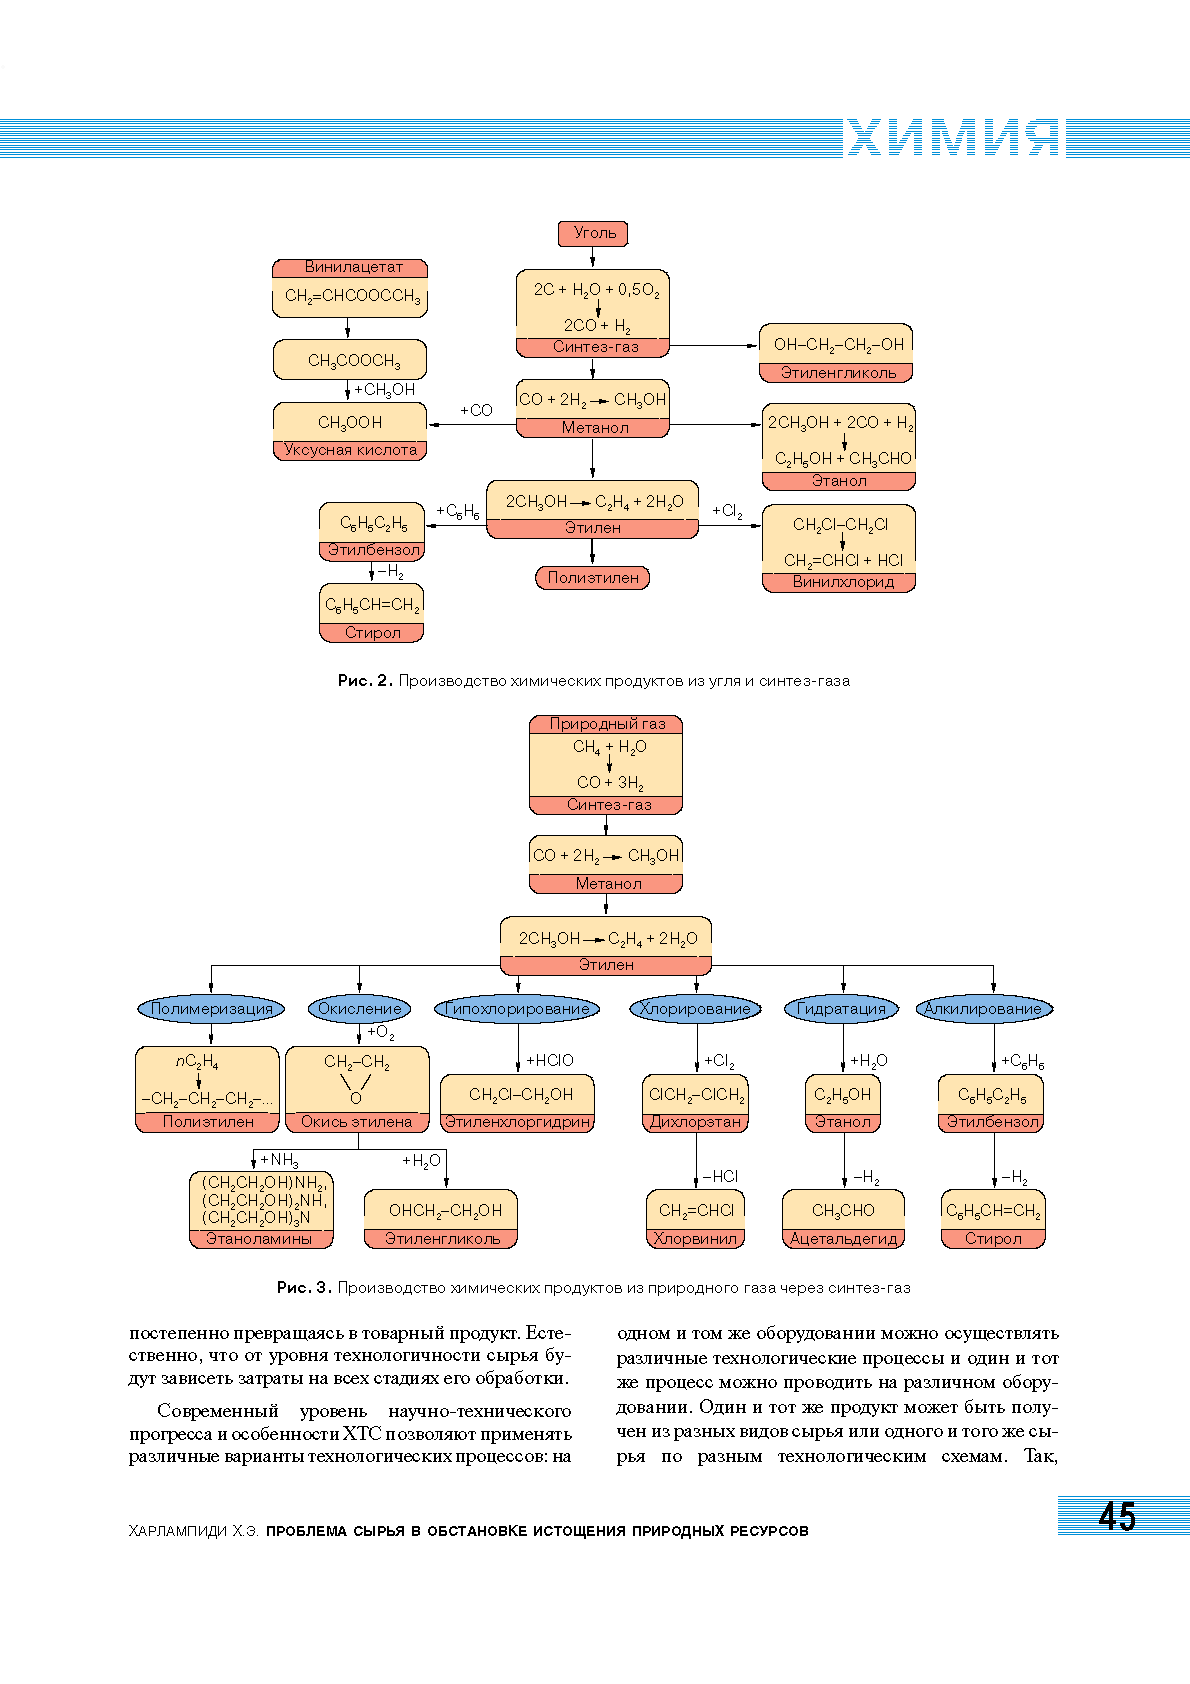 ХИМИЯ
Уголь
2C + H₂O + 0,5O₂
2CO + H₂
Синтез-газ
Винилацетат
CH₂=CHCOOCCH₃
CH₃COOCH₃
+CH₃OH
CH₃OOH
Уксусная кислота
+CO
CO + 2H₂ → CH₃OH
Метанол
OH–CH₂–CH₂–OH
Этиленгликоль
2CH₃OH + 2CO + H₂
C₂H₅OH + CH₃CHO
Этанол
2CH₃OH → C₂H₄ + 2H₂O
Этилен
+C₆H₆
C₆H₅C₂H₅
Этилбензол
–H₂
C₆H₅CH=CH₂
Стирол
Полиэтилен
+Cl₂
CH₂Cl–CH₂Cl
CH₂=CHCl + HCl
Винилхлорид
Рис. 2. Производство химических продуктов из угля и синтез-газа
Природный газ
CH₄ + H₂O
CO + 3H₂
Синтез-газ
CO + 2H₂ → CH₃OH
Метанол
2CH₃OH → C₂H₄ + 2H₂O
Этилен
Полимеризация
Окисление
Гипохлорирование
Хлорирование
Гидратация
Алкилирование
+O₂
+HClO
+Cl₂
+H₂O
+C₆H₆
nC₂H₄
–CH₂–CH₂–CH₂–...
Полиэтилен
CH₂–CH₂
O
Окись этилена
CH₂Cl–CH₂OH
Этиленхлоргидрин
ClCH₂–ClCH₂
Дихлорэтан
C₂H₅OH
Этанол
C₆H₅C₂H₅
Этилбензол
+NH₃
+H₂O
–HCl
–H₂
–H₂
(CH₂CH₂OH)NH₂,
(CH₂CH₂OH)₂NH,
(CH₂CH₂OH)₃N
Этаноламины
OHCH₂–CH₂OH
Этиленгликоль
CH₂=CHCl
Хлорвинил
CH₃CHO
Ацетальдегид
C₆H₅CH=CH₂
Стирол
Рис. 3. Производство химических продуктов из природного газа через синтез-газ
постепенно превращаясь в товарный продукт. Есте-
ственно, что от уровня технологичности сырья бу-
дут зависеть затраты на всех стадиях его обработки.
Современный уровень научно-технического
прогресса и особенности ХТС позволяют применять
различные варианты технологических процессов: на
одном и том же оборудовании можно осуществлять
различные технологические процессы и один и тот
же процесс можно проводить на различном обору-
довании. Один и тот же продукт может быть полу-
чен из разных видов сырья или одного и того же сы-
рья по разным технологическим схемам. Так,
ХАРЛАМПИДИ Х.Э. ПРОБЛЕМА СЫРЬЯ В ОБСТАНОВКЕ ИСТОЩЕНИЯ ПРИРОДНЫХ РЕСУРСОВ
45